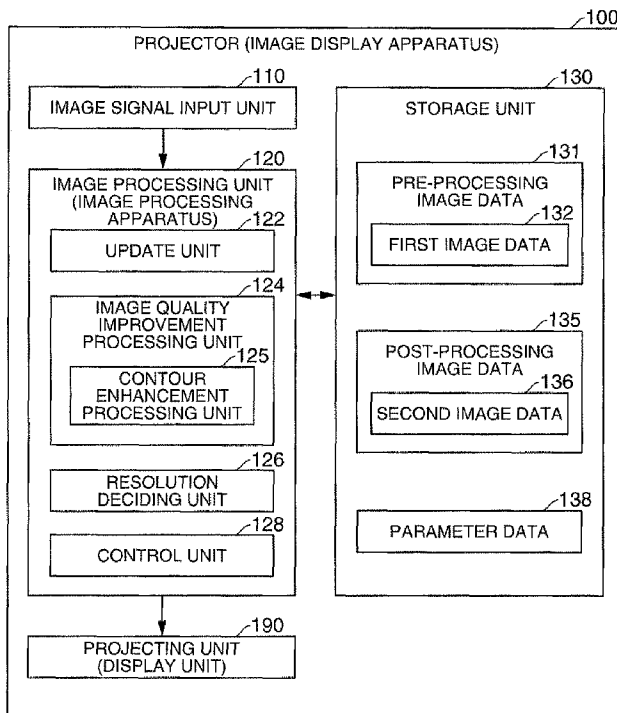 100
PROJECTOR (IMAGE DISPLAY APPARATUS)
110
IMAGE SIGNAL INPUT UNIT
120
IMAGE PROCESSING UNIT
(IMAGE PROCESSING
APPARATUS)
122
UPDATE UNIT
124
IMAGE QUALITY
IMPROVEMENT
PROCESSING UNIT
125
CONTOUR
ENHANCEMENT
PROCESSING UNIT
126
RESOLUTION
DECIDING UNIT
128
CONTROL UNIT
190
PROJECTING UNIT
(DISPLAY UNIT)
130
STORAGE UNIT
131
PRE-PROCESSING
IMAGE DATA
132
FIRST IMAGE DATA
135
POST-PROCESSING
IMAGE DATA
136
SECOND IMAGE DATA
138
PARAMETER DATA